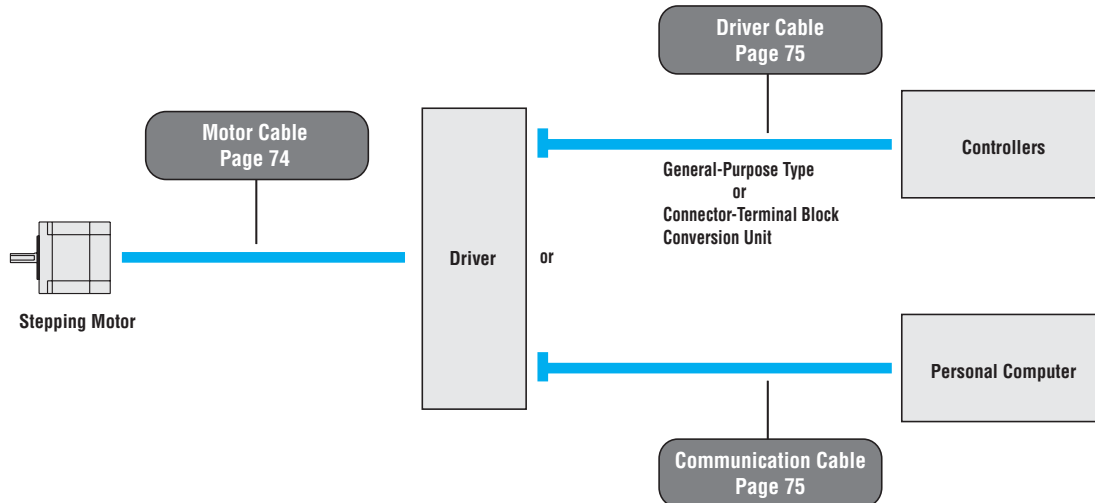 Driver Cable
Page 75
Motor Cable
Page 74
Controllers
General-Purpose Type
or
Connector-Terminal Block
Conversion Unit
Driver
or
Stepping Motor
Personal Computer
Communication Cable
Page 75